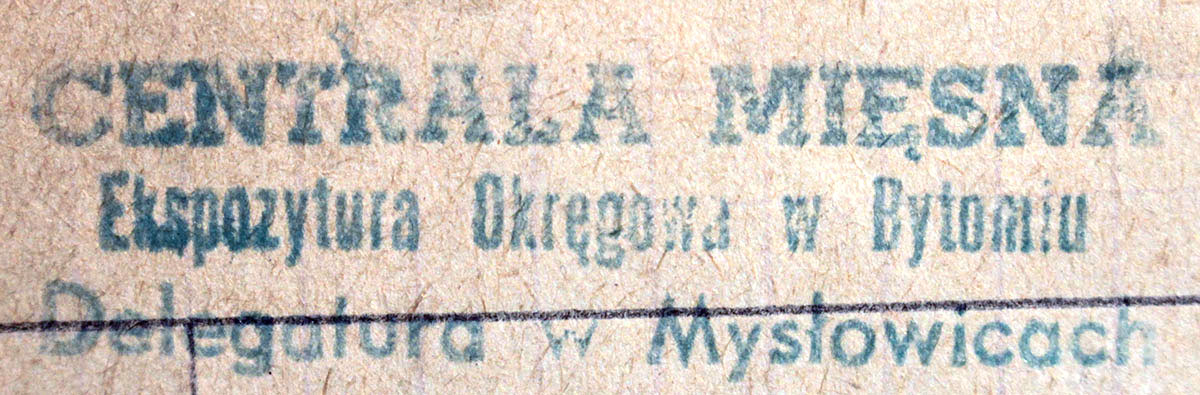 CENTRALA MIĘSNA
Ekspozytura Okręgowa w Bytomiu
Delegatura w Mysłowicach